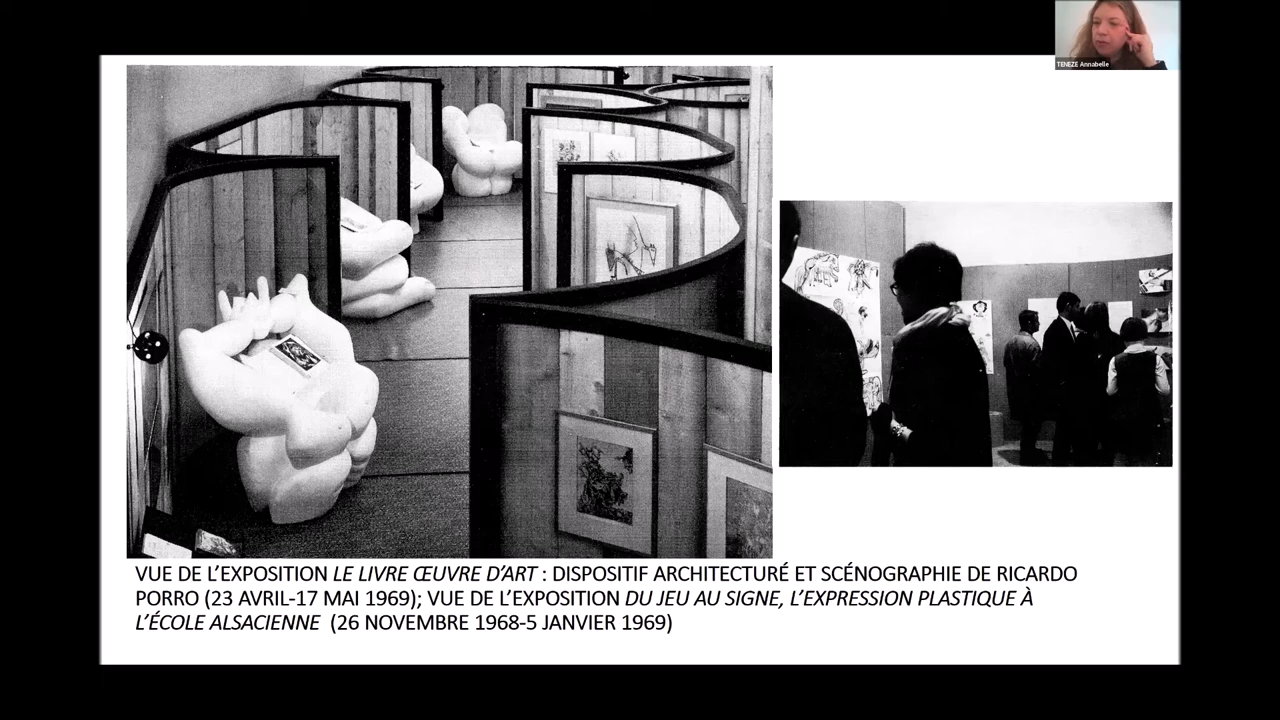 TENEZE Annabelle
VUE DE L’EXPOSITION LE LIVRE ŒUVRE D’ART : DISPOSITIF ARCHITECTURÉ ET SCÉNOGRAPHIE DE RICARDO
PORRO (23 AVRIL-17 MAI 1969); VUE DE L’EXPOSITION DU JEU AU SIGNE, L’EXPRESSION PLASTIQUE À
L’ÉCOLE ALSACIENNE (26 NOVEMBRE 1968-5 JANVIER 1969)